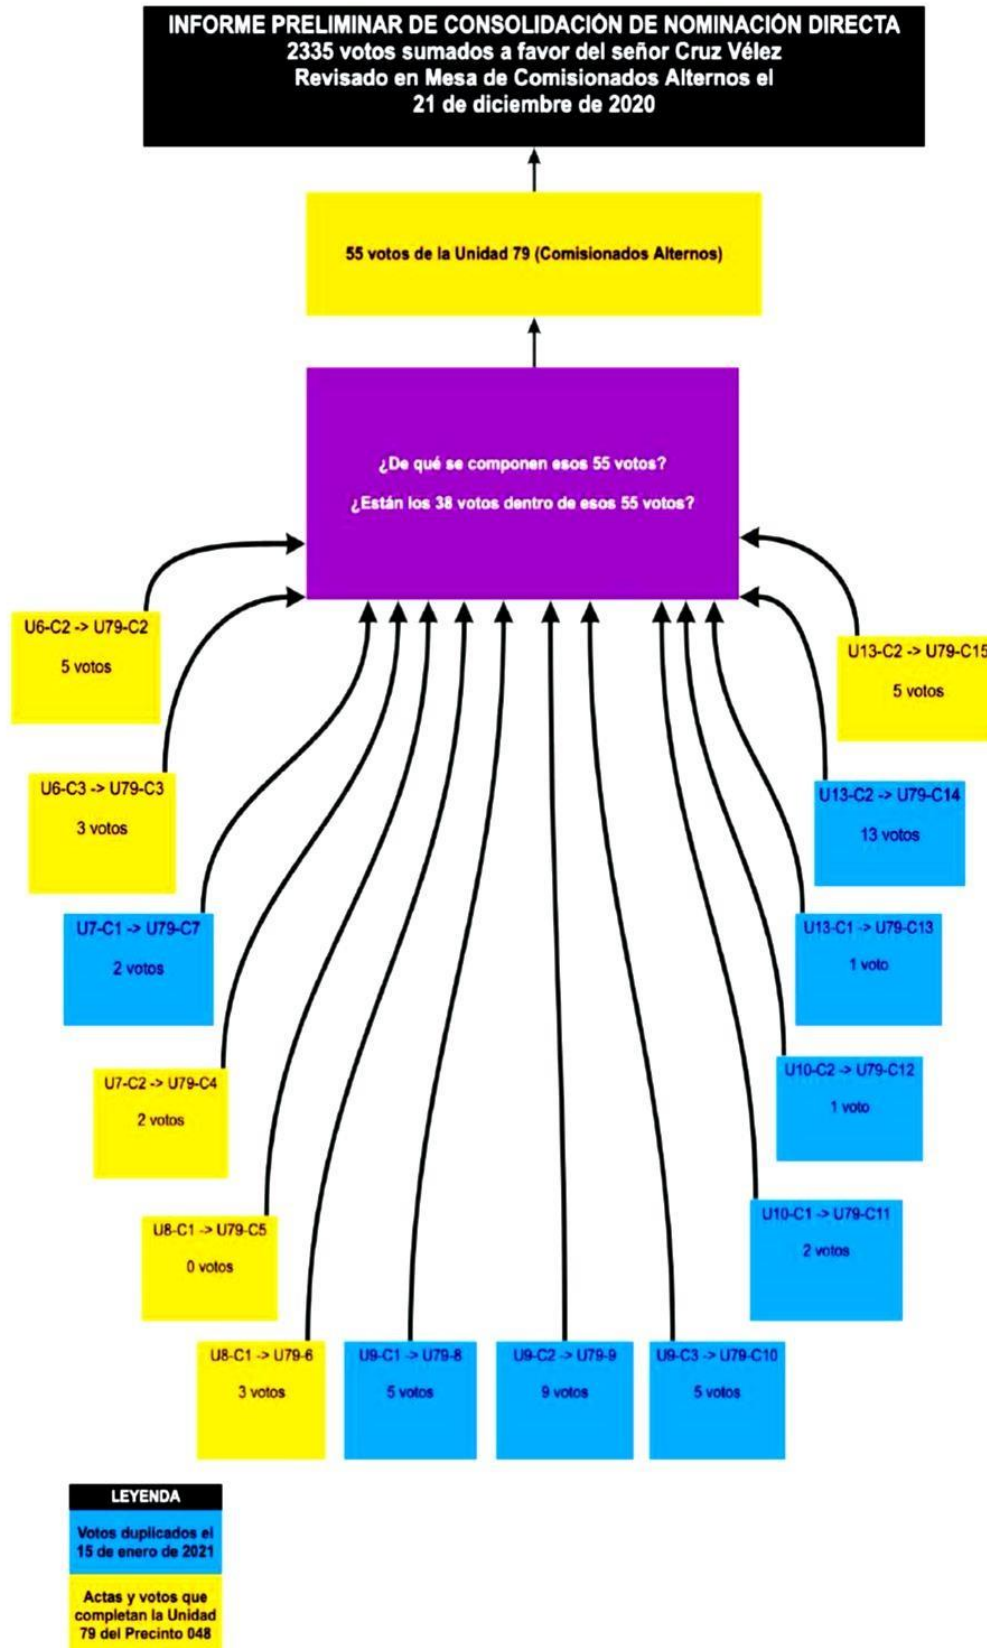 INFORME PRELIMINAR DE CONSOLIDACIÓN DE NOMINACIÓN DIRECTA
2335 votos sumados a favor del señor Cruz Vélez
Revisado en Mesa de Comisionados Alternos el
21 de diciembre de 2020
55 votos de la Unidad 79 (Comisionados Alternos)
¿De qué se componen esos 55 votos?
¿Están los 38 votos dentro de esos 55 votos?
U6-C2 -> U79-C2
5 votos
U13-C2 -> U79-C15
5 votos
U6-C3 -> U79-C3
3 votos
U13-C2 -> U79-C14
13 votos
U7-C1 -> U79-C7
2 votos
U13-C1 -> U79-C13
1 voto
U7-C2 -> U79-C4
2 votos
U10-C2 -> U79-C12
1 voto
U8-C1 -> U79-C5
0 votos
U10-C1 -> U79-C11
2 votos
U8-C1 -> U79-6
3 votos
U9-C1 -> U79-8
5 votos
U9-C2 -> U79-9
9 votos
U9-C3 -> U79-C10
5 votos
LEYENDA
Votos duplicados el
15 de enero de 2021
Actas y votos que
completan la Unidad
79 del Precinto 048